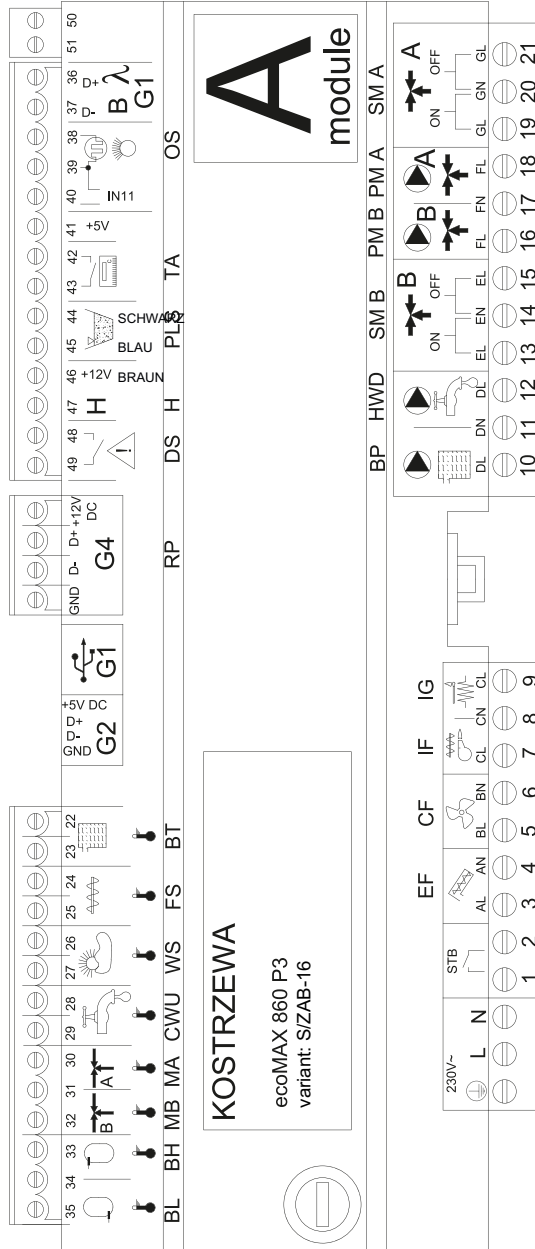 50
51
36 D+
37 D-
B λ
G1
38
39
40
IN11
OS
41 +5V
42
43
TA
44 SCHWARZ
45 BLAU
PLS
46 +12V BRAUN
47 H
H
48
49
DS
+12V DC
D+
D-
GND
G4
RP
G1
+5V DC
D+
D-
GND
G2
22
23
BT
24
25
FS
26
27
WS
28
29
CWU
30
31
A
MA
32
B
MB
33
34
BH
35
BL
A
module
KOSTRZEWA
ecoMAX 860 P3
variant: S/ZAB-16
SM A
A
OFF
ON
GL 21
GN 20
GL 19
PM A
A
FL 18
FN 17
PM B
B
FL 16
SM B
B
OFF
ON
EL 15
EN 14
EL 13
HWD
DL 12
DN 11
BP
DL 10
IG
CL 9
CN 8
IF
CL 7
CF
BN 6
BL 5
EF
AN 4
AL 3
STB
2
1
230V~
N
L